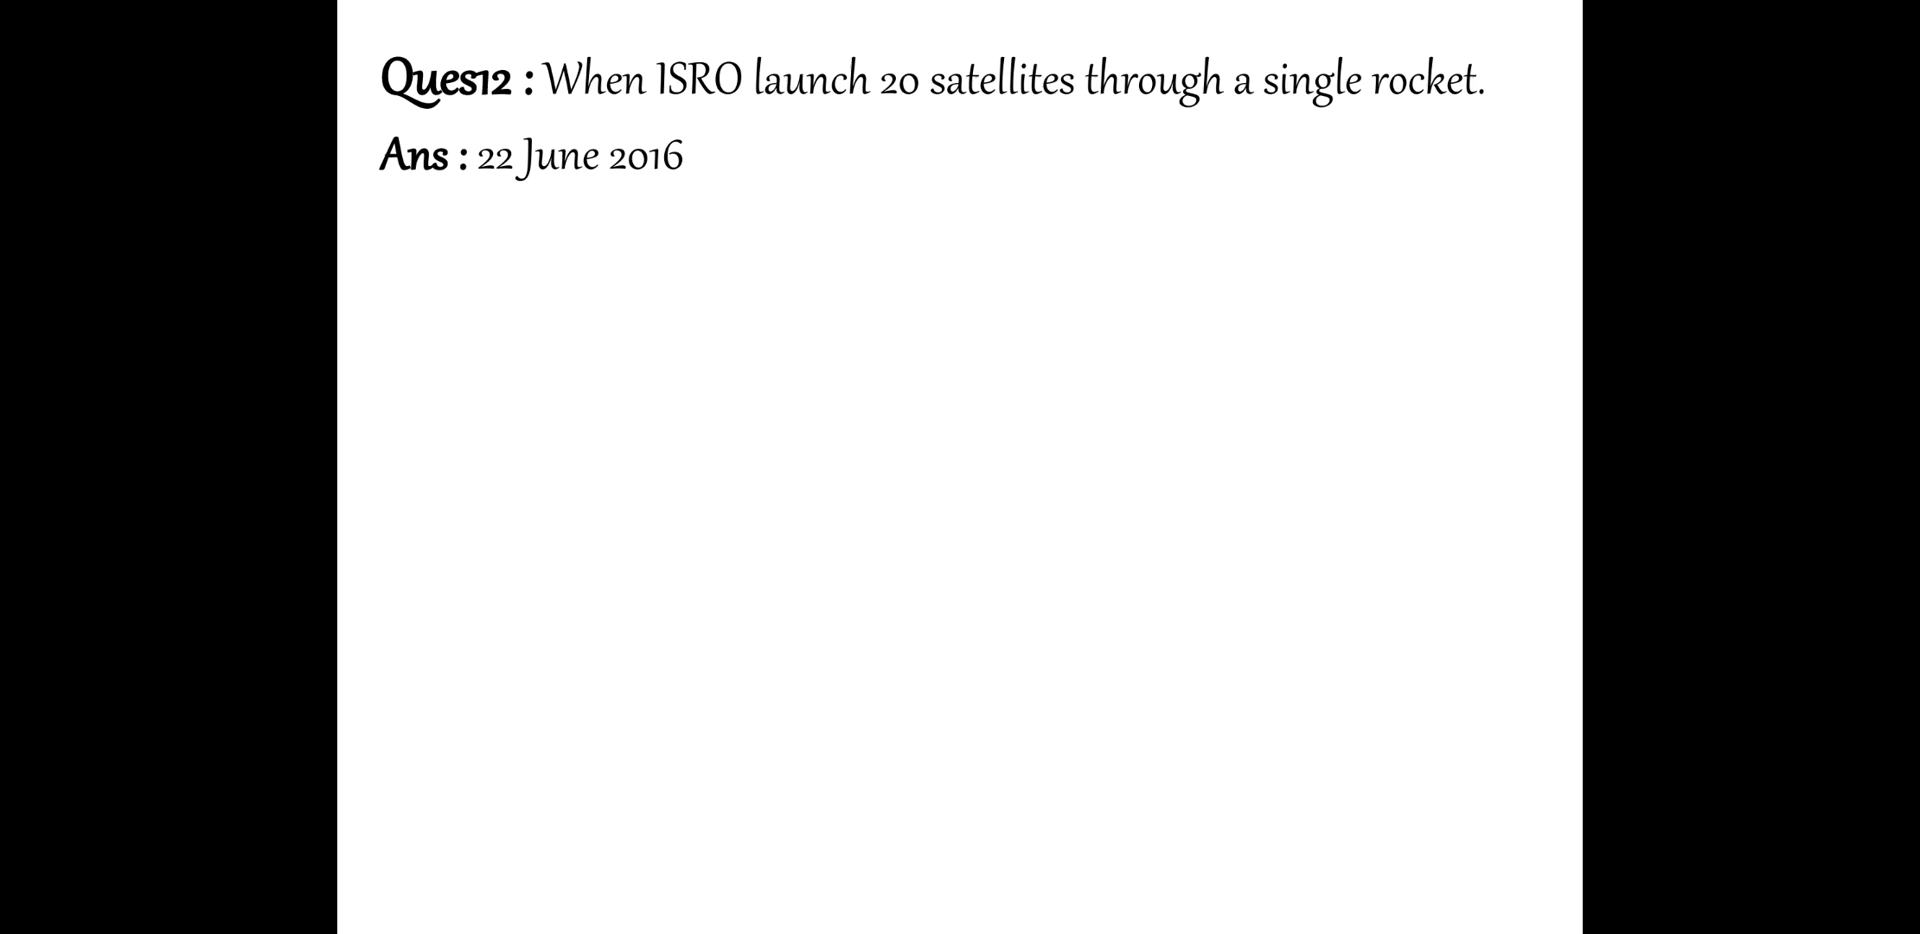 Ques12 : When ISRO launch 20 satellites through a single rocket.
Ans : 22 June 2016